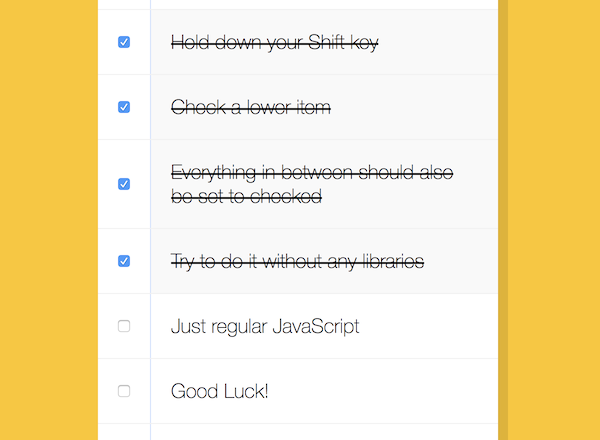 Hold down your Shift key
Check a lower item
Everything in between should also
be set to checked
Try to do it without any libraries
Just regular JavaScript
Good Luck!